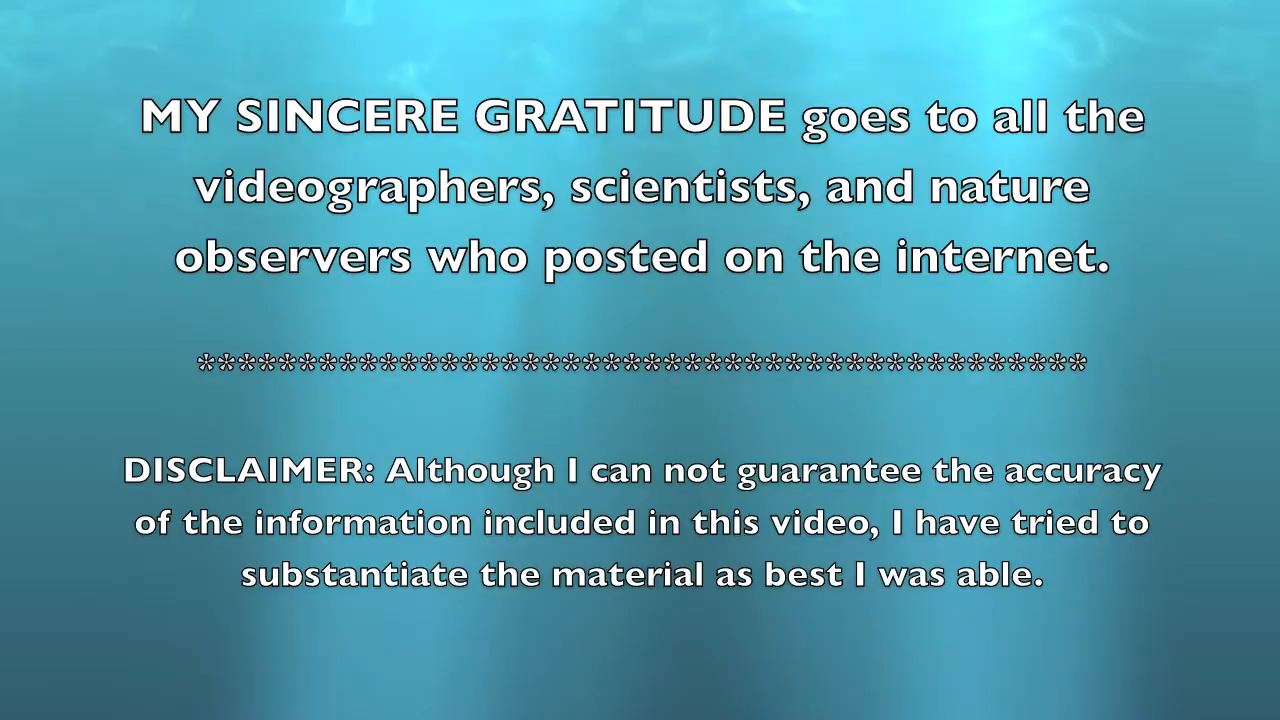 MY SINCERE GRATITUDE goes to all the
videographers, scientists, and nature
observers who posted on the internet.
********************************************
DISCLAIMER: Although I can not guarantee the accuracy
of the information included in this video, I have tried to
substantiate the material as best I was able.